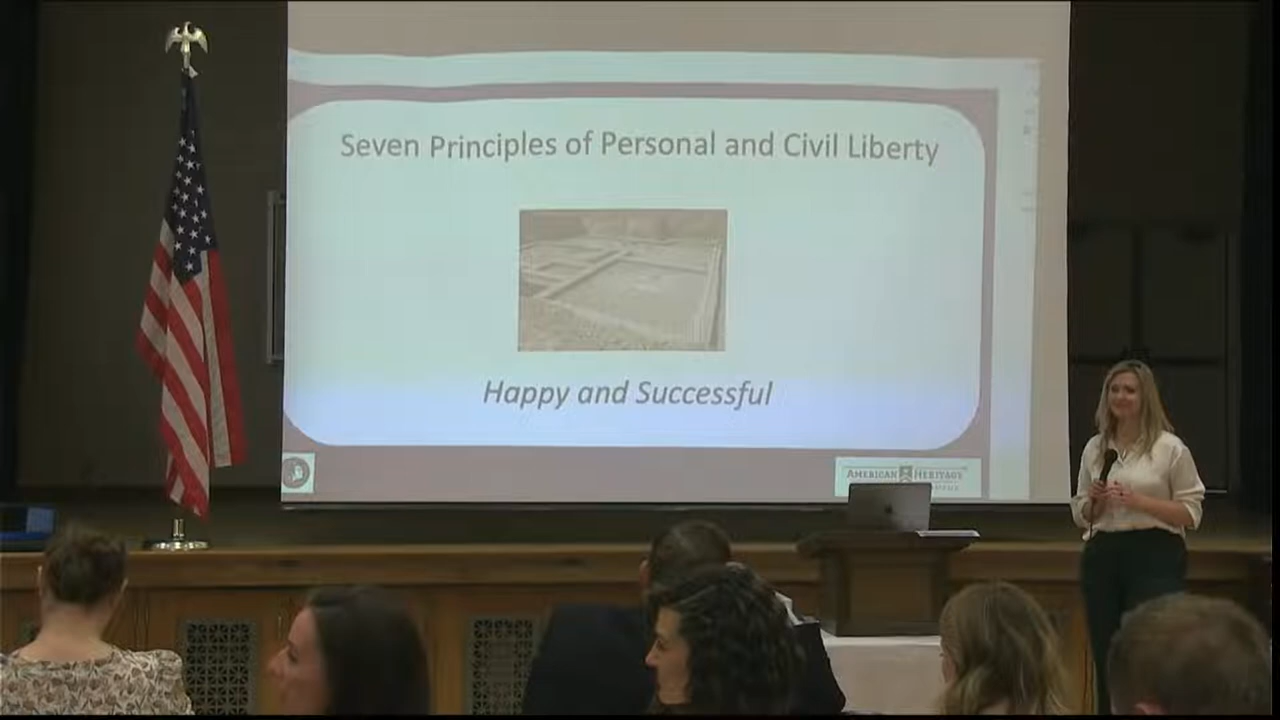 Seven Principles of Personal and Civil Liberty
Happy and Successful
AMERICAN HERITAGE